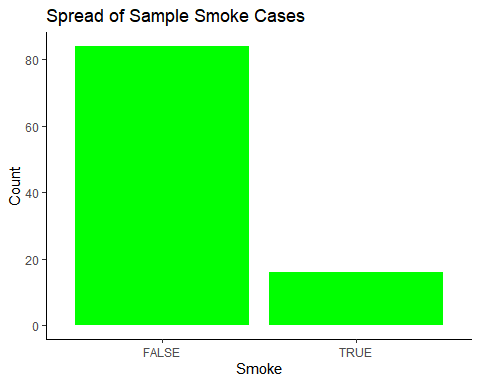 Spread of Sample Smoke Cases
80
60
40
20
0
Count
FALSE
TRUE
Smoke